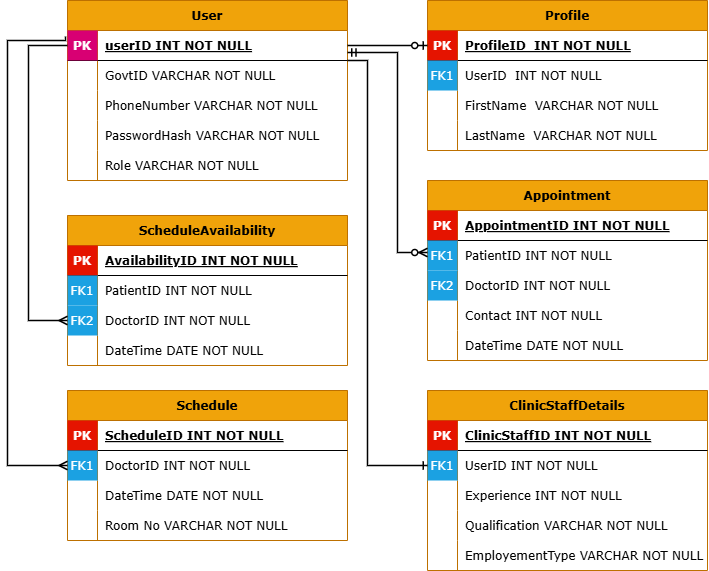 User
PK userID INT NOT NULL
GovtID VARCHAR NOT NULL
PhoneNumber VARCHAR NOT NULL
PasswordHash VARCHAR NOT NULL
Role VARCHAR NOT NULL
Profile
PK ProfileID INT NOT NULL
FK1 UserID INT NOT NULL
FirstName VARCHAR NOT NULL
LastName VARCHAR NOT NULL
ScheduleAvailability
PK AvailabilityID INT NOT NULL
FK1 PatientID INT NOT NULL
FK2 DoctorID INT NOT NULL
DateTime DATE NOT NULL
Appointment
PK AppointmentID INT NOT NULL
FK1 PatientID INT NOT NULL
FK2 DoctorID INT NOT NULL
Contact INT NOT NULL
DateTime DATE NOT NULL
Schedule
PK ScheduleID INT NOT NULL
FK1 DoctorID INT NOT NULL
DateTime DATE NOT NULL
Room No VARCHAR NOT NULL
ClinicStaffDetails
PK ClinicStaffID INT NOT NULL
FK1 UserID INT NOT NULL
Experience INT NOT NULL
Qualification VARCHAR NOT NULL
EmployementType VARCHAR NOT NULL